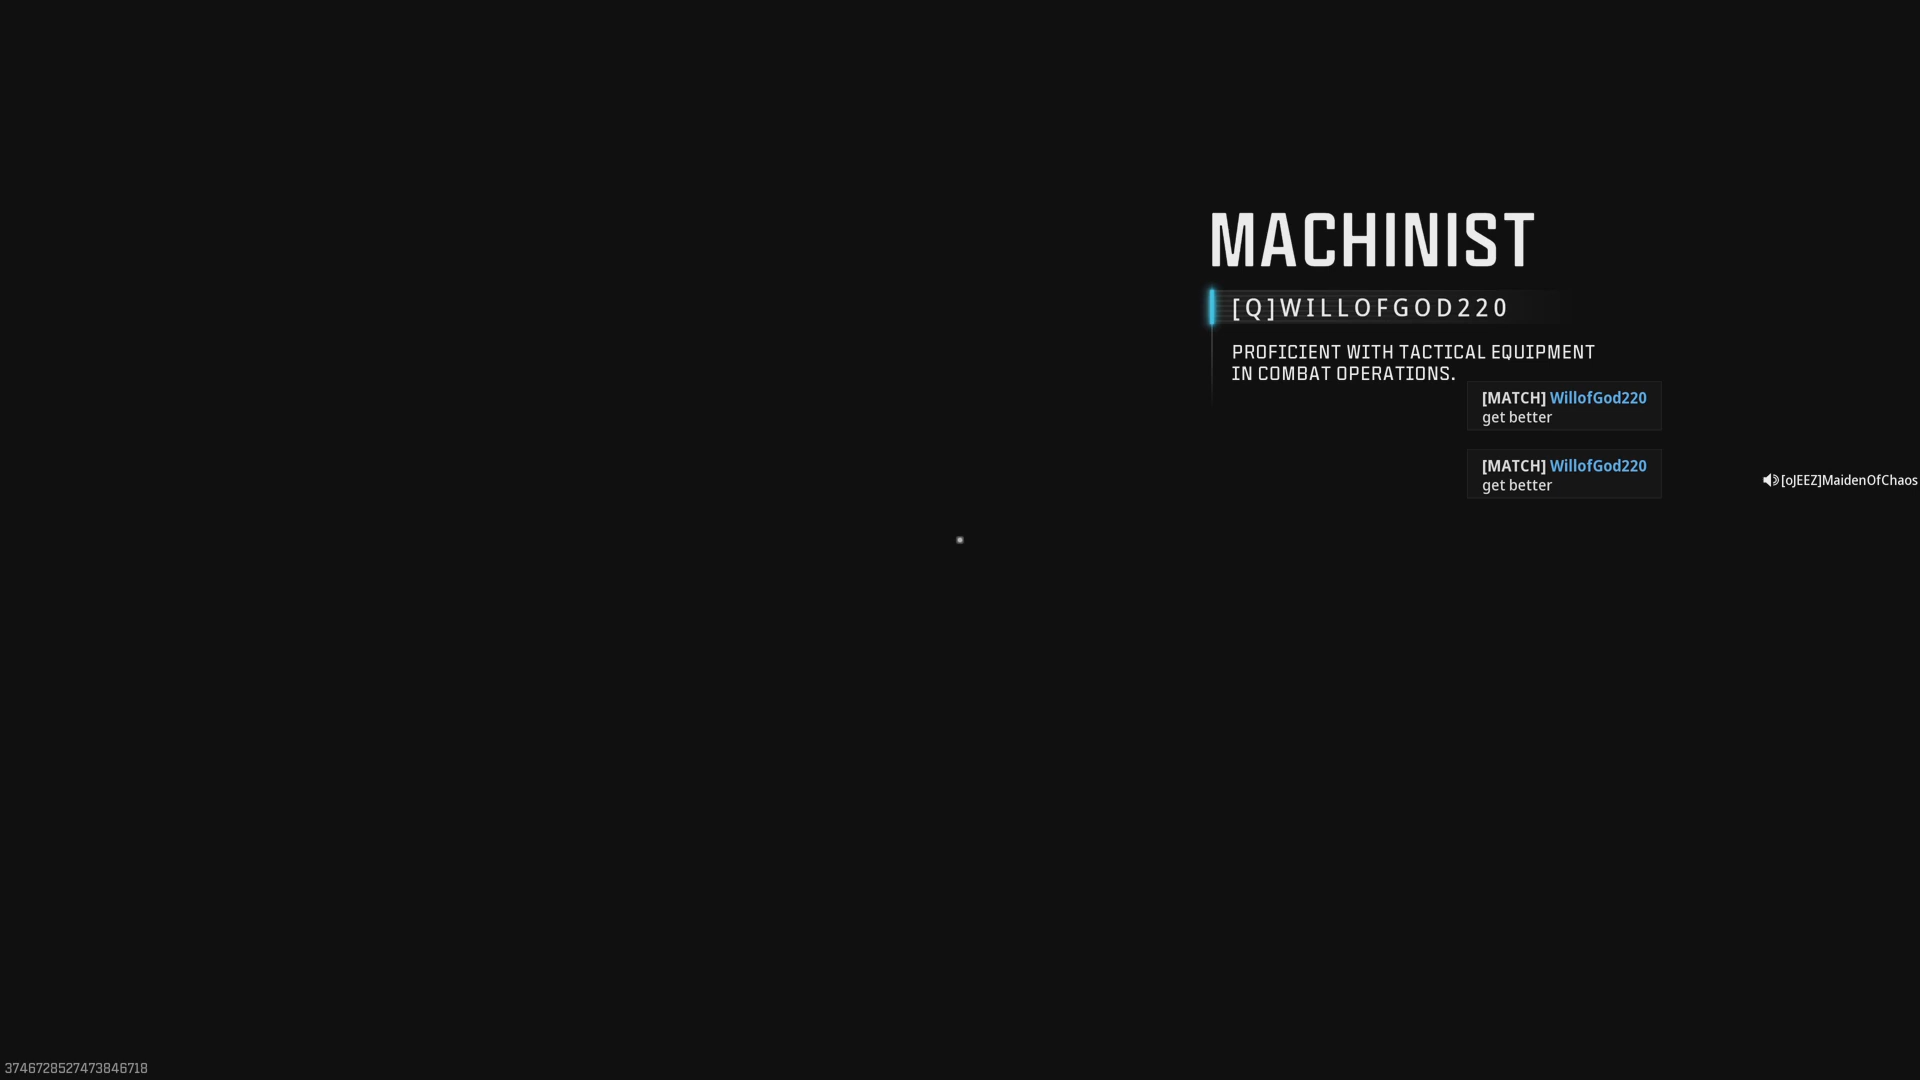 MACHINIST
[Q]WILLOFGOD220
PROFICIENT WITH TACTICAL EQUIPMENT
IN COMBAT OPERATIONS.
[MATCH] WillofGod220
get better
[MATCH] WillofGod220
get better
[oJEEZ]MaidenOfChaos
3746728527473846718